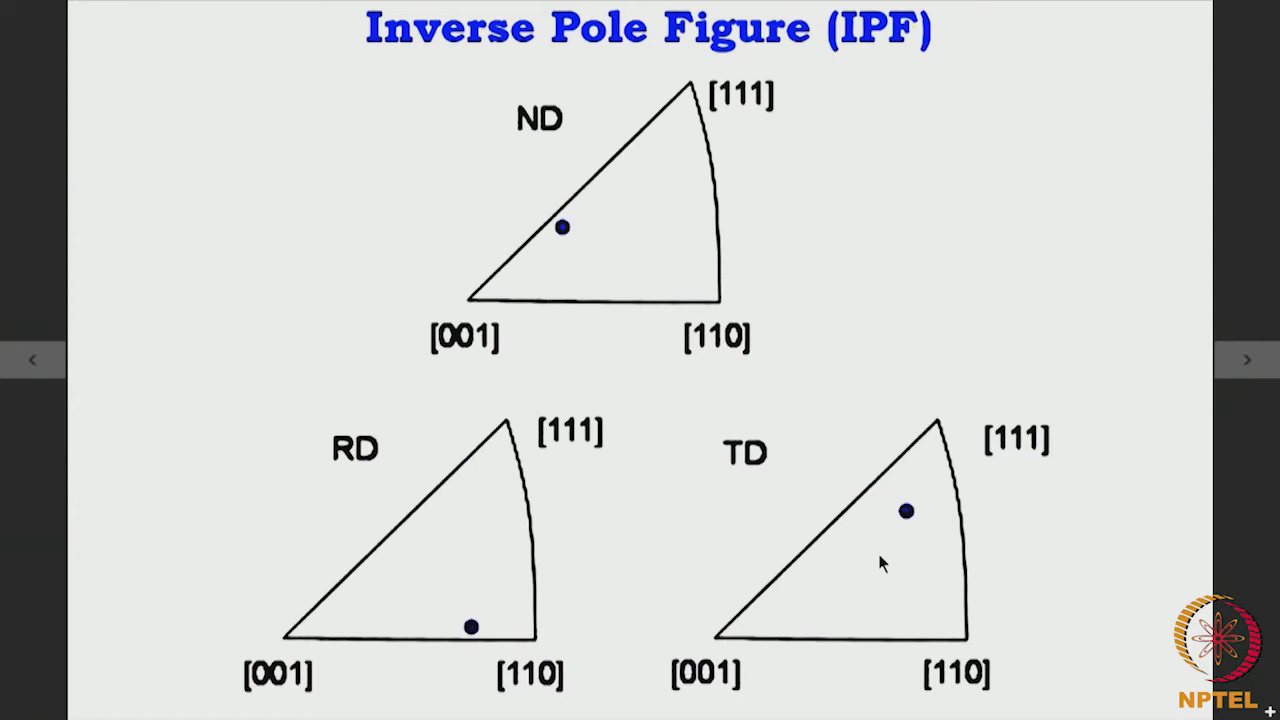 Inverse Pole Figure (IPF)
ND
[111]
[001]
[110]
RD
[111]
[001]
[110]
TD
[111]
[001]
[110]
NPTEL